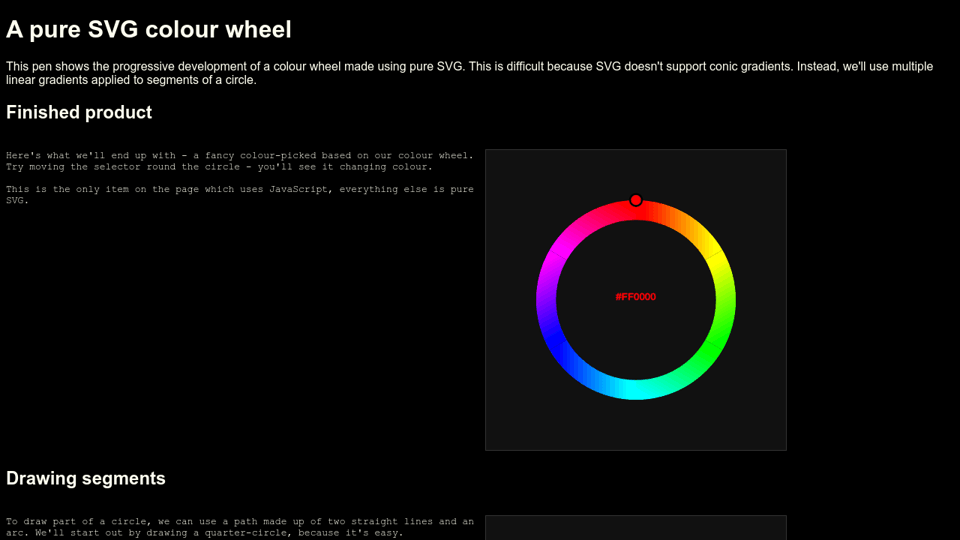 A pure SVG colour wheel
This pen shows the progressive development of a colour wheel made using pure SVG. This is difficult because SVG doesn't support conic gradients. Instead, we'll use multiple
linear gradients applied to segments of a circle.
Finished product
Here's what we'll end up with - a fancy colour-picked based on our colour wheel.
Try moving the selector round the circle - you'll see it changing colour.
This is the only item on the page which uses JavaScript, everything else is pure
SVG.
#FF0000
Drawing segments
To draw part of a circle, we can use a path made up of two straight lines and an
arc. We'll start out by drawing a quarter-circle, because it's easy.